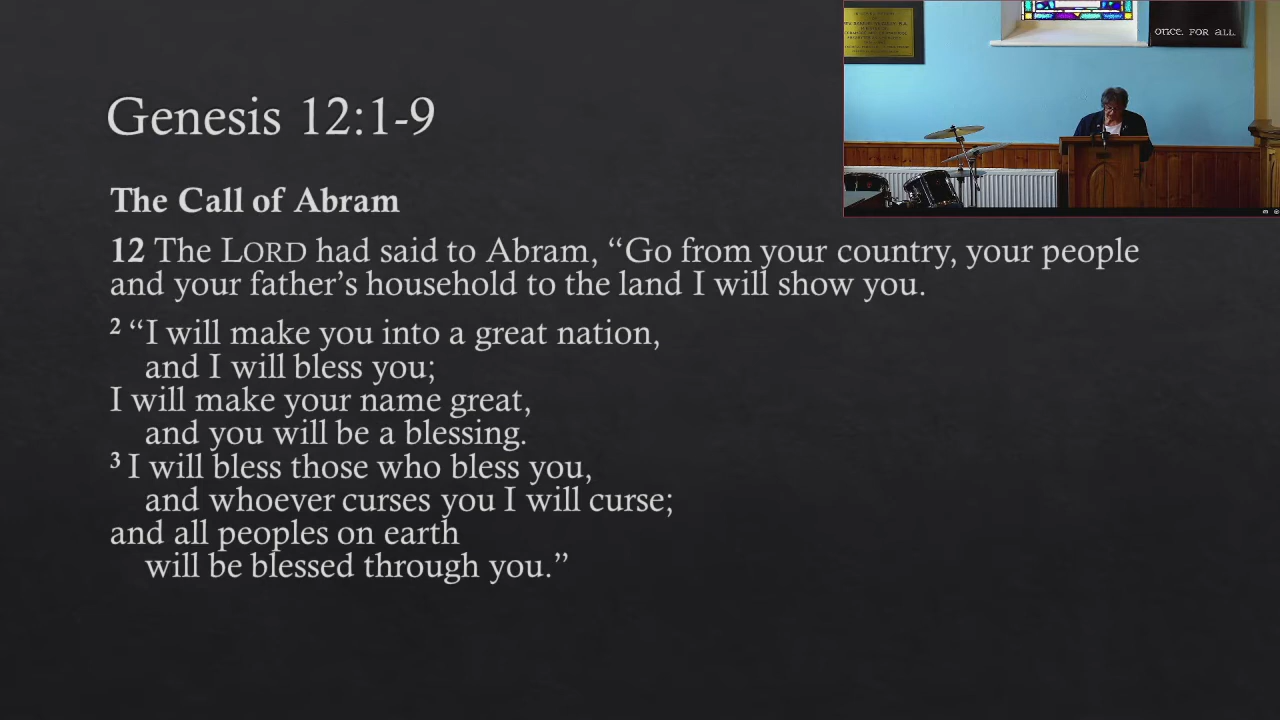 Genesis 12:1-9
once. FOR all.
The Call of Abram
12 The LORD had said to Abram, “Go from your country, your people
and your father’s household to the land I will show you.
2 “I will make you into a great nation,
and I will bless you;
I will make your name great,
and you will be a blessing.
3 I will bless those who bless you,
and whoever curses you I will curse;
and all peoples on earth
will be blessed through you.”